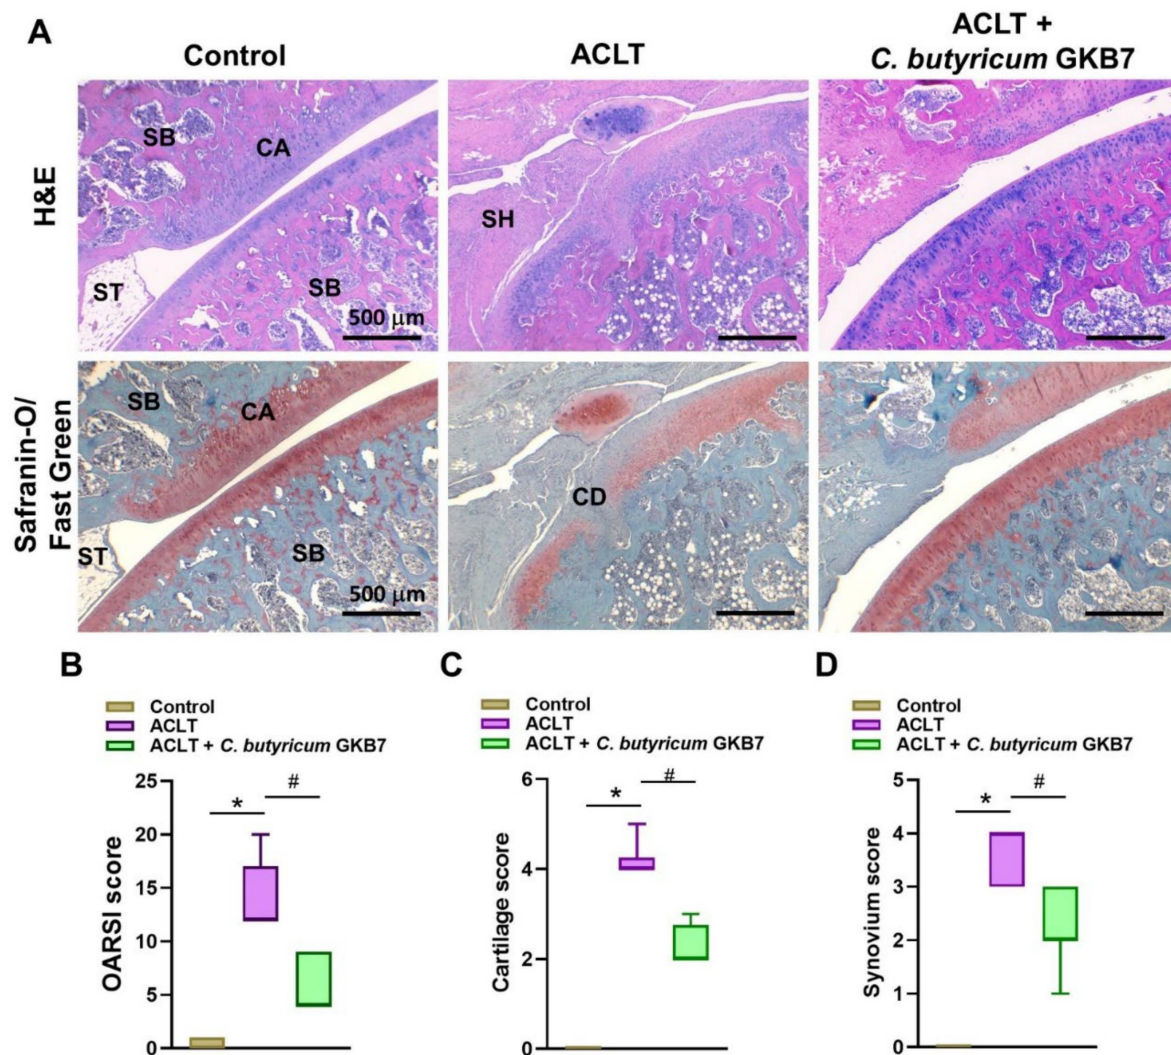 A
Control
ACLT
ACLT +
C. butyricum GKB7
H&E
SB
CA
ST
SB
500 µm
SH
Safranin-O/
Fast Green
SB
CA
ST
SB
500 µm
CD
B
Control
ACLT
ACLT + C. butyricum GKB7
OARSI score
25
20
15
10
5
0
*
#
C
Control
ACLT
ACLT + C. butyricum GKB7
Cartilage score
6
4
2
0
*
#
D
Control
ACLT
ACLT + C. butyricum GKB7
Synovium score
5
4
3
2
1
0
*
#